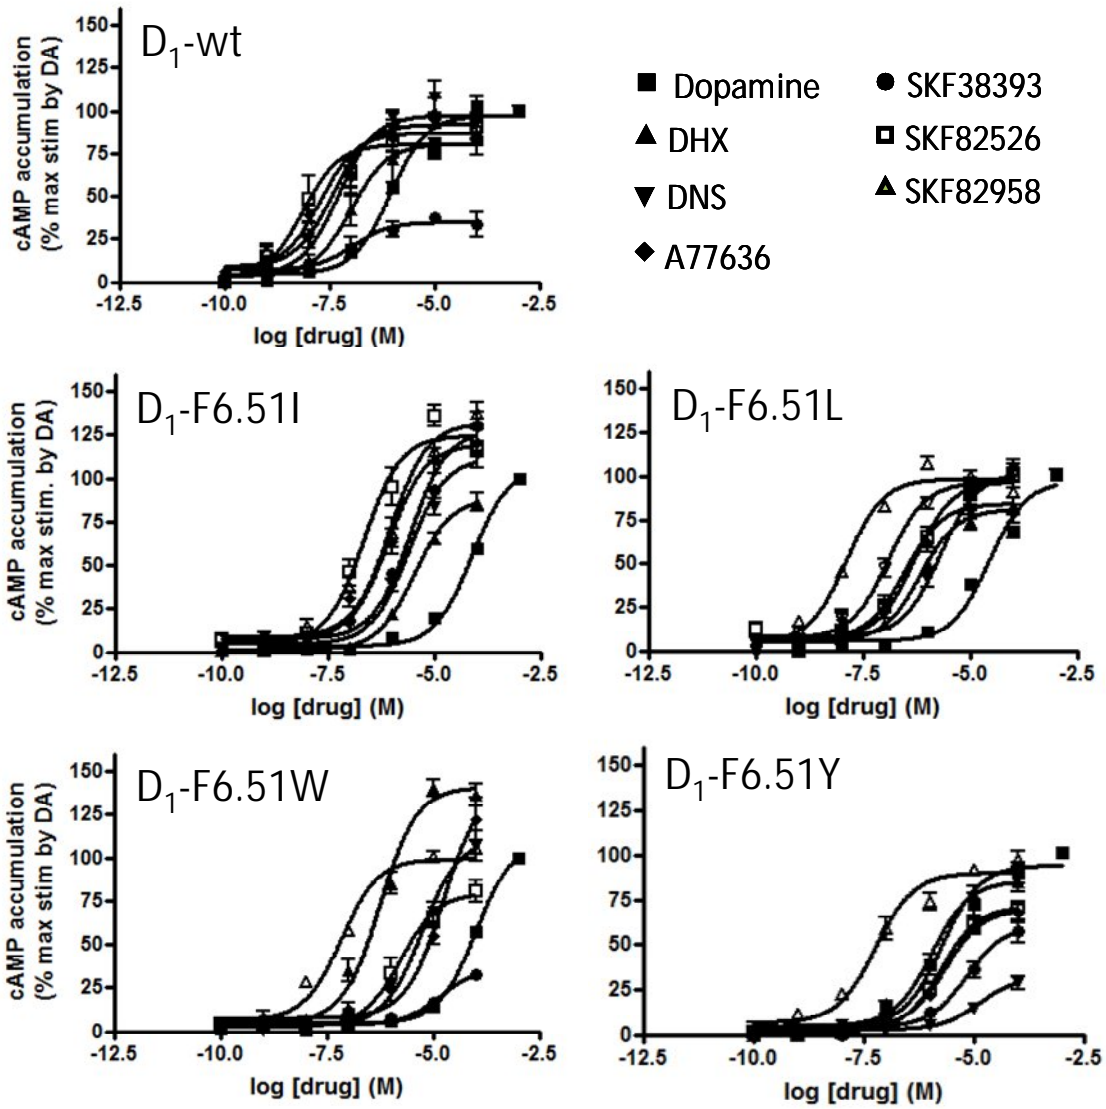 D1-wt
cAMP accumulation
(% max stim by DA)
150
125
100
75
50
25
0
-12.5 -10.0 -7.5 -5.0 -2.5
log [drug] (M)
Dopamine
DHX
DNS
A77636
SKF38393
SKF82526
SKF82958
D1-F6.51I
cAMP accumulation
(% max stim. by DA)
150
125
100
75
50
25
0
-12.5 -10.0 -7.5 -5.0 -2.5
log [drug] (M)
D1-F6.51L
150
125
100
75
50
25
0
-12.5 -10.0 -7.5 -5.0 -2.5
log [drug] (M)
D1-F6.51W
cAMP accumulation
(% max stim by DA)
150
125
100
75
50
25
0
-12.5 -10.0 -7.5 -5.0 -2.5
log [drug] (M)
D1-F6.51Y
150
125
100
75
50
25
0
-12.5 -10.0 -7.5 -5.0 -2.5
log [drug] (M)